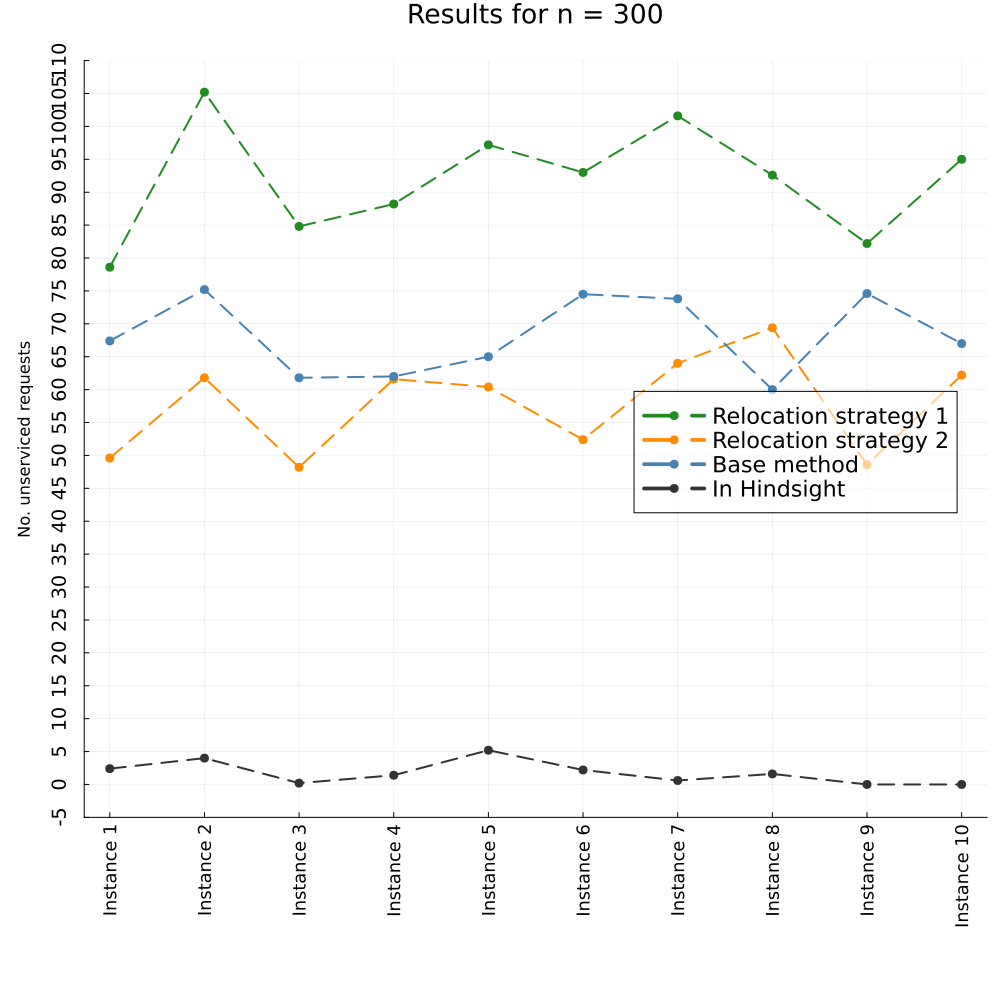 Results for n = 300
No. unserviced requests
110
105
100
95
90
85
80
75
70
65
60
55
50
45
40
35
30
25
20
15
10
5
0
-5
Relocation strategy 1
Relocation strategy 2
Base method
In Hindsight
Instance 1
Instance 2
Instance 3
Instance 4
Instance 5
Instance 6
Instance 7
Instance 8
Instance 9
Instance 10